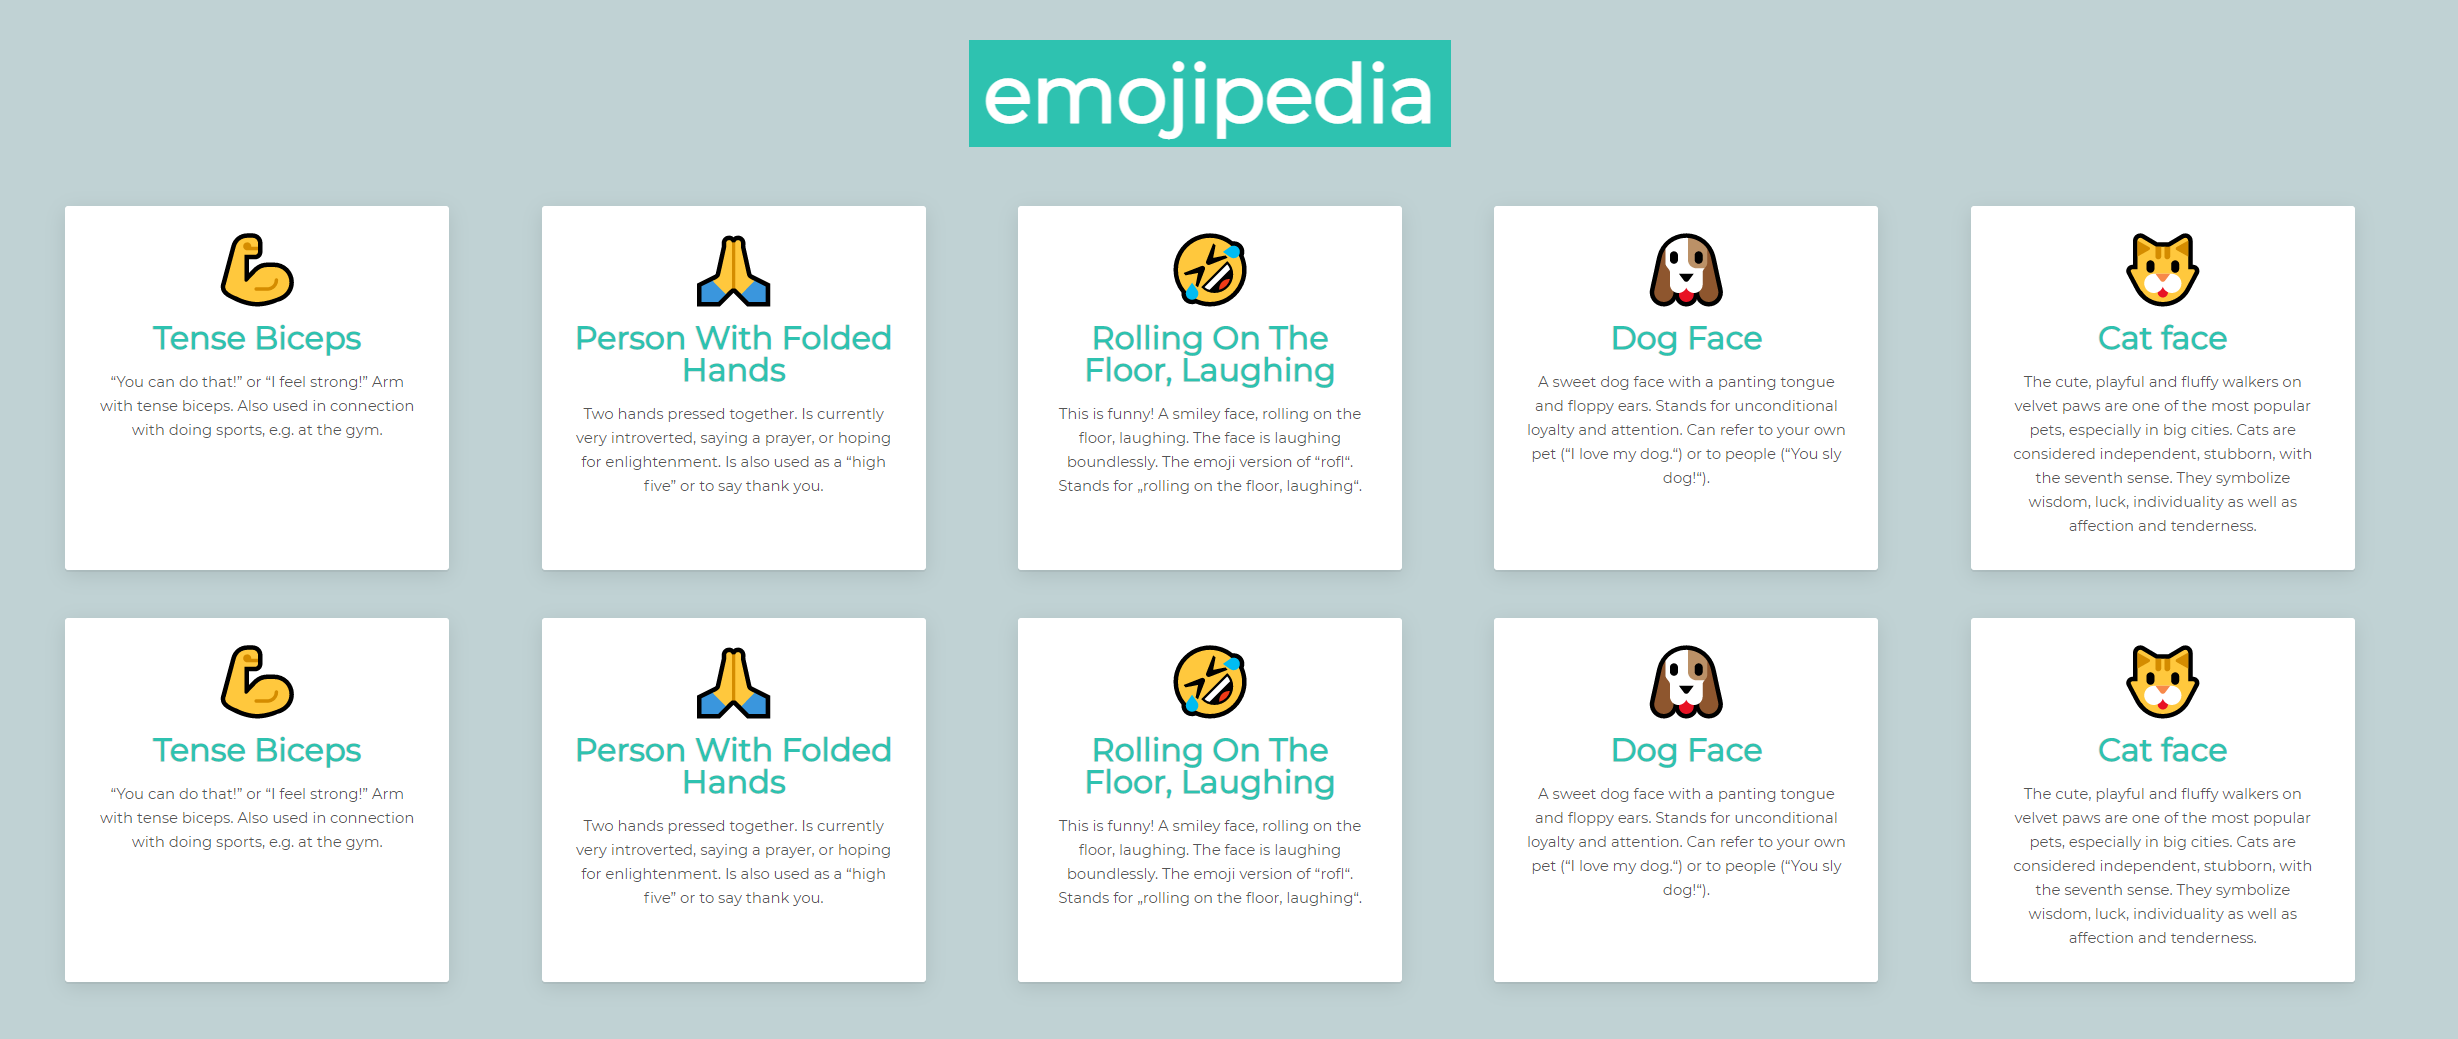 emojipedia
Tense Biceps
“You can do that!” or “I feel strong!” Arm
with tense biceps. Also used in connection
with doing sports, e.g. at the gym.
Person With Folded
Hands
Two hands pressed together. Is currently
very introverted, saying a prayer, or hoping
for enlightenment. Is also used as a “high
five” or to say thank you.
Rolling On The
Floor, Laughing
This is funny! A smiley face, rolling on the
floor, laughing. The face is laughing
boundlessly. The emoji version of “rofl“.
Stands for „rolling on the floor, laughing“.
Dog Face
A sweet dog face with a panting tongue
and floppy ears. Stands for unconditional
loyalty and attention. Can refer to your own
pet (“I love my dog.“) or to people (“You sly
dog!“).
Cat face
The cute, playful and fluffy walkers on
velvet paws are one of the most popular
pets, especially in big cities. Cats are
considered independent, stubborn, with
the seventh sense. They symbolize
wisdom, luck, individuality as well as
affection and tenderness.
Tense Biceps
“You can do that!” or “I feel strong!” Arm
with tense biceps. Also used in connection
with doing sports, e.g. at the gym.
Person With Folded
Hands
Two hands pressed together. Is currently
very introverted, saying a prayer, or hoping
for enlightenment. Is also used as a “high
five” or to say thank you.
Rolling On The
Floor, Laughing
This is funny! A smiley face, rolling on the
floor, laughing. The face is laughing
boundlessly. The emoji version of “rofl“.
Stands for „rolling on the floor, laughing“.
Dog Face
A sweet dog face with a panting tongue
and floppy ears. Stands for unconditional
loyalty and attention. Can refer to your own
pet (“I love my dog.“) or to people (“You sly
dog!“).
Cat face
The cute, playful and fluffy walkers on
velvet paws are one of the most popular
pets, especially in big cities. Cats are
considered independent, stubborn, with
the seventh sense. They symbolize
wisdom, luck, individuality as well as
affection and tenderness.